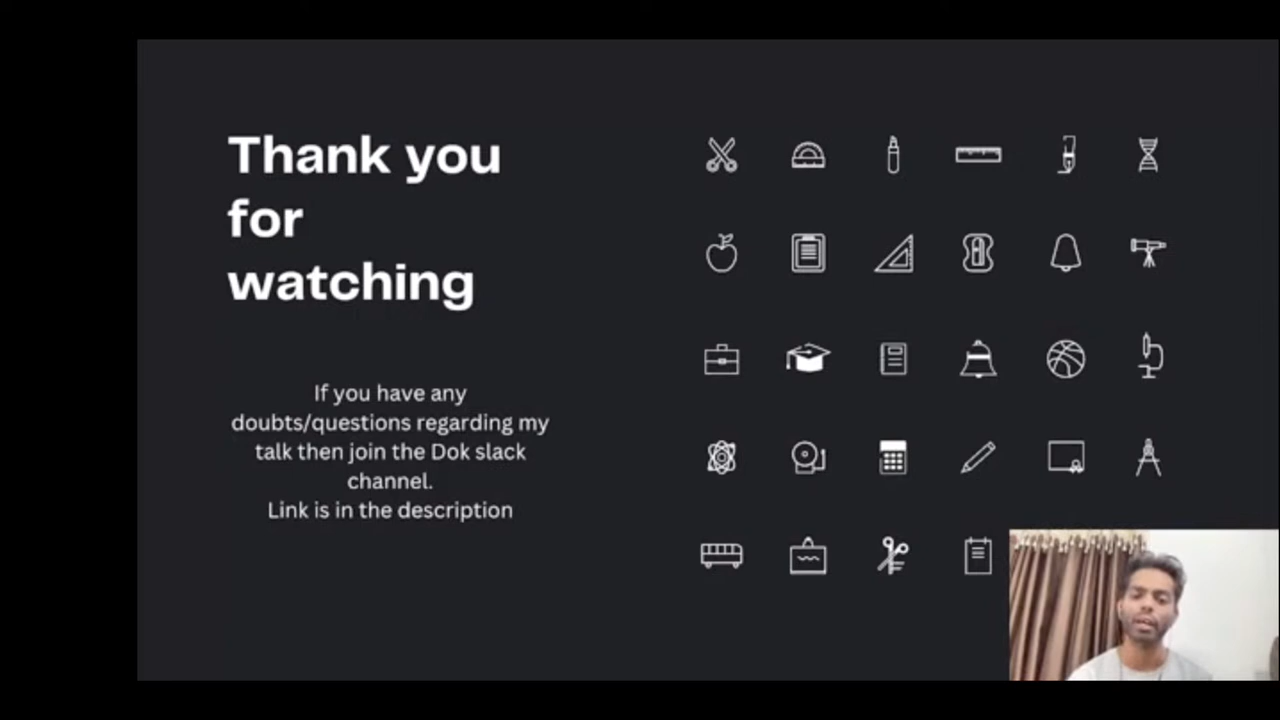 Thank you
for
watching
If you have any
doubts/questions regarding my
talk then join the Dok slack
channel.
Link is in the description